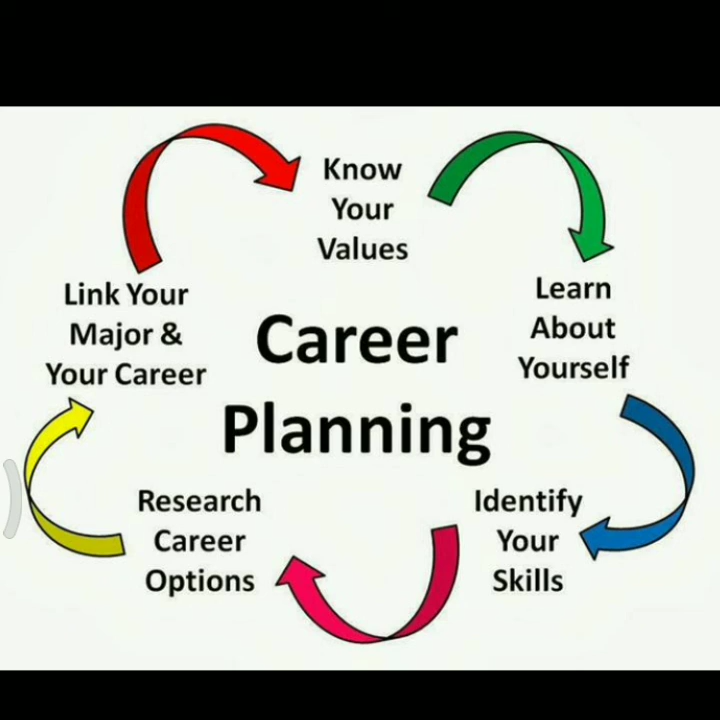 Know
Your
Values
Learn
About
Yourself
Identify
Your
Skills
Research
Career
Options
Link Your
Major &
Your Career
Career
Planning